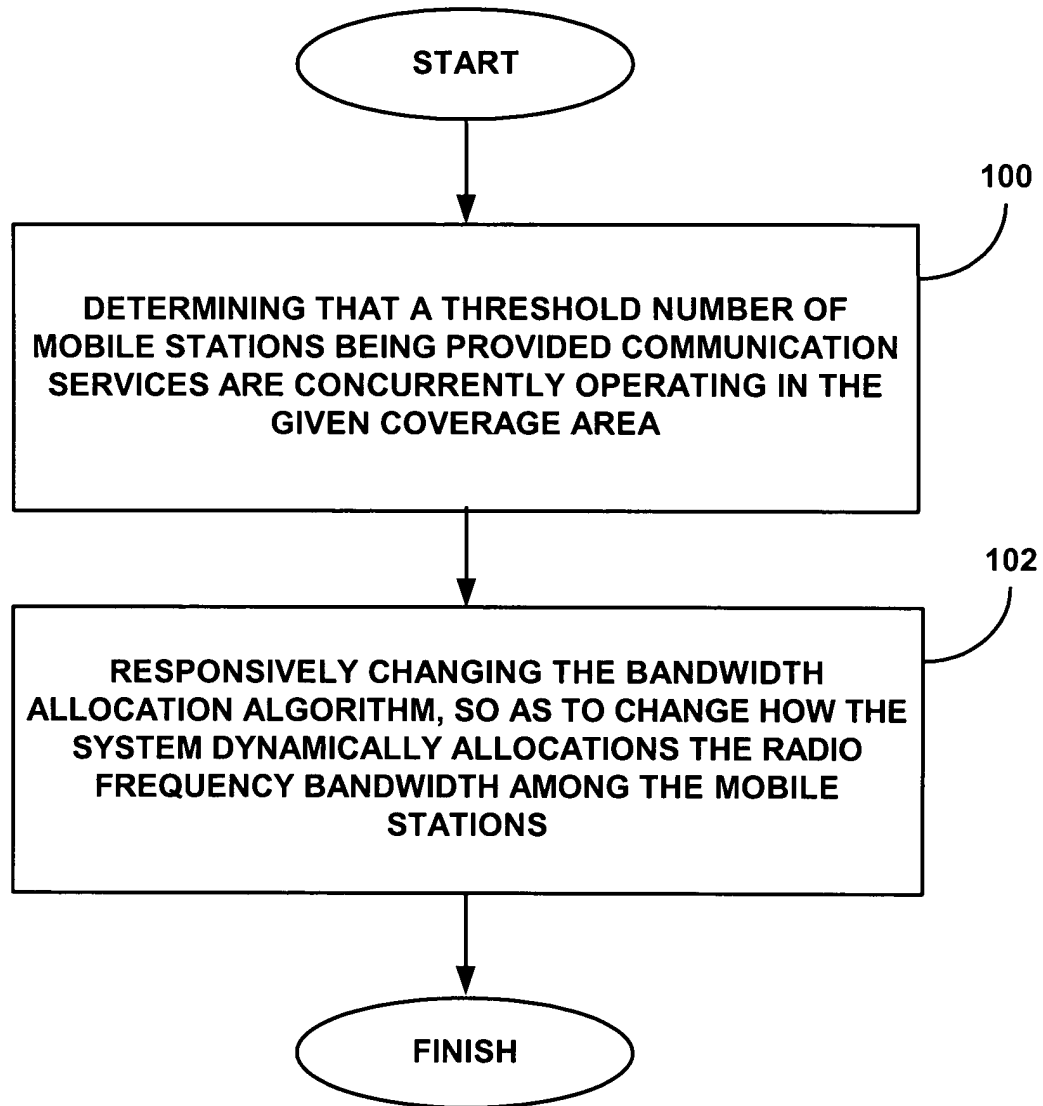 START
100
DETERMINING THAT A THRESHOLD NUMBER OF
MOBILE STATIONS BEING PROVIDED COMMUNICATION
SERVICES ARE CONCURRENTLY OPERATING IN THE
GIVEN COVERAGE AREA
102
RESPONSIVELY CHANGING THE BANDWIDTH
ALLOCATION ALGORITHM, SO AS TO CHANGE HOW THE
SYSTEM DYNAMICALLY ALLOCATIONS THE RADIO
FREQUENCY BANDWIDTH AMONG THE MOBILE
STATIONS
FINISH